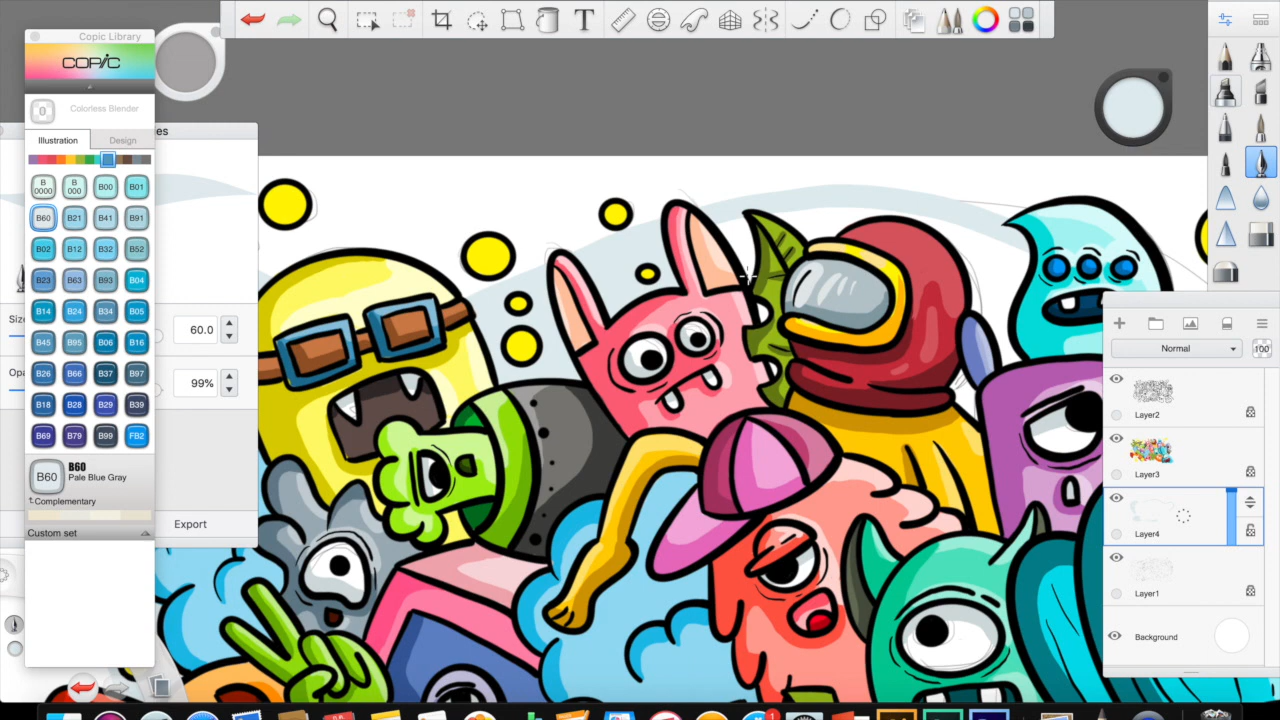 Copic Library
COPIC
0
Colorless Blender
es
Illustration
Design
B 0000
B 000
B00
B01
B60
B21
B41
B91
B02
B12
B32
B52
B23
B63
B93
B04
B14
B24
B34
B05
B45
B95
B06
B16
B26
B66
B37
B97
B18
B28
B29
B39
B69
B79
B99
FB2
B60
B60
Pale Blue Gray
Complementary
Custom set
Size
60.0
Opa
99%
Export
T
Normal
100
Layer2
Layer3
Layer4
Layer1
Background
1